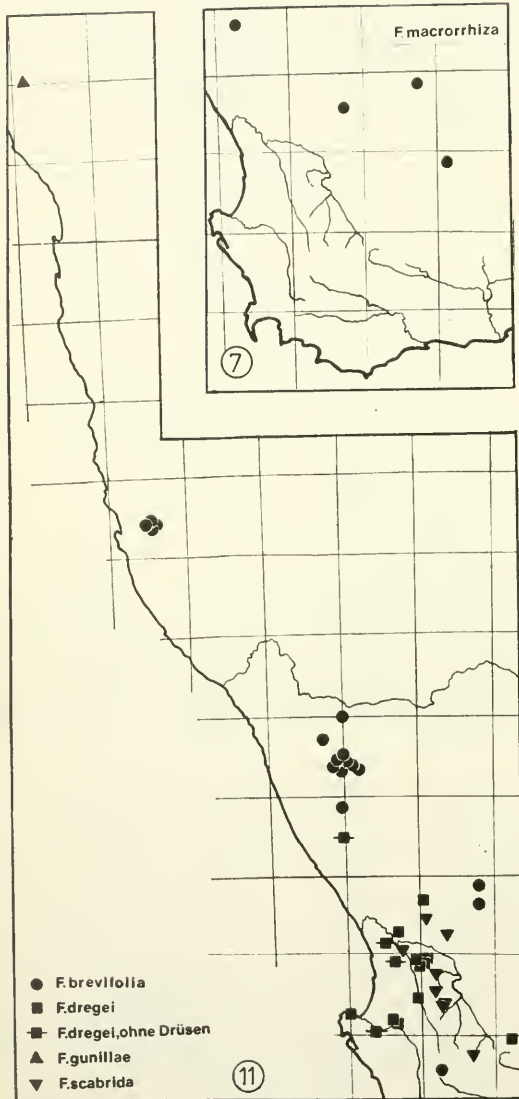 F.macrorrhiza
7
F.brevifolia
F.dregei
F.dregei,ohne Drüsen
F.gunillae
F.scabrida
11